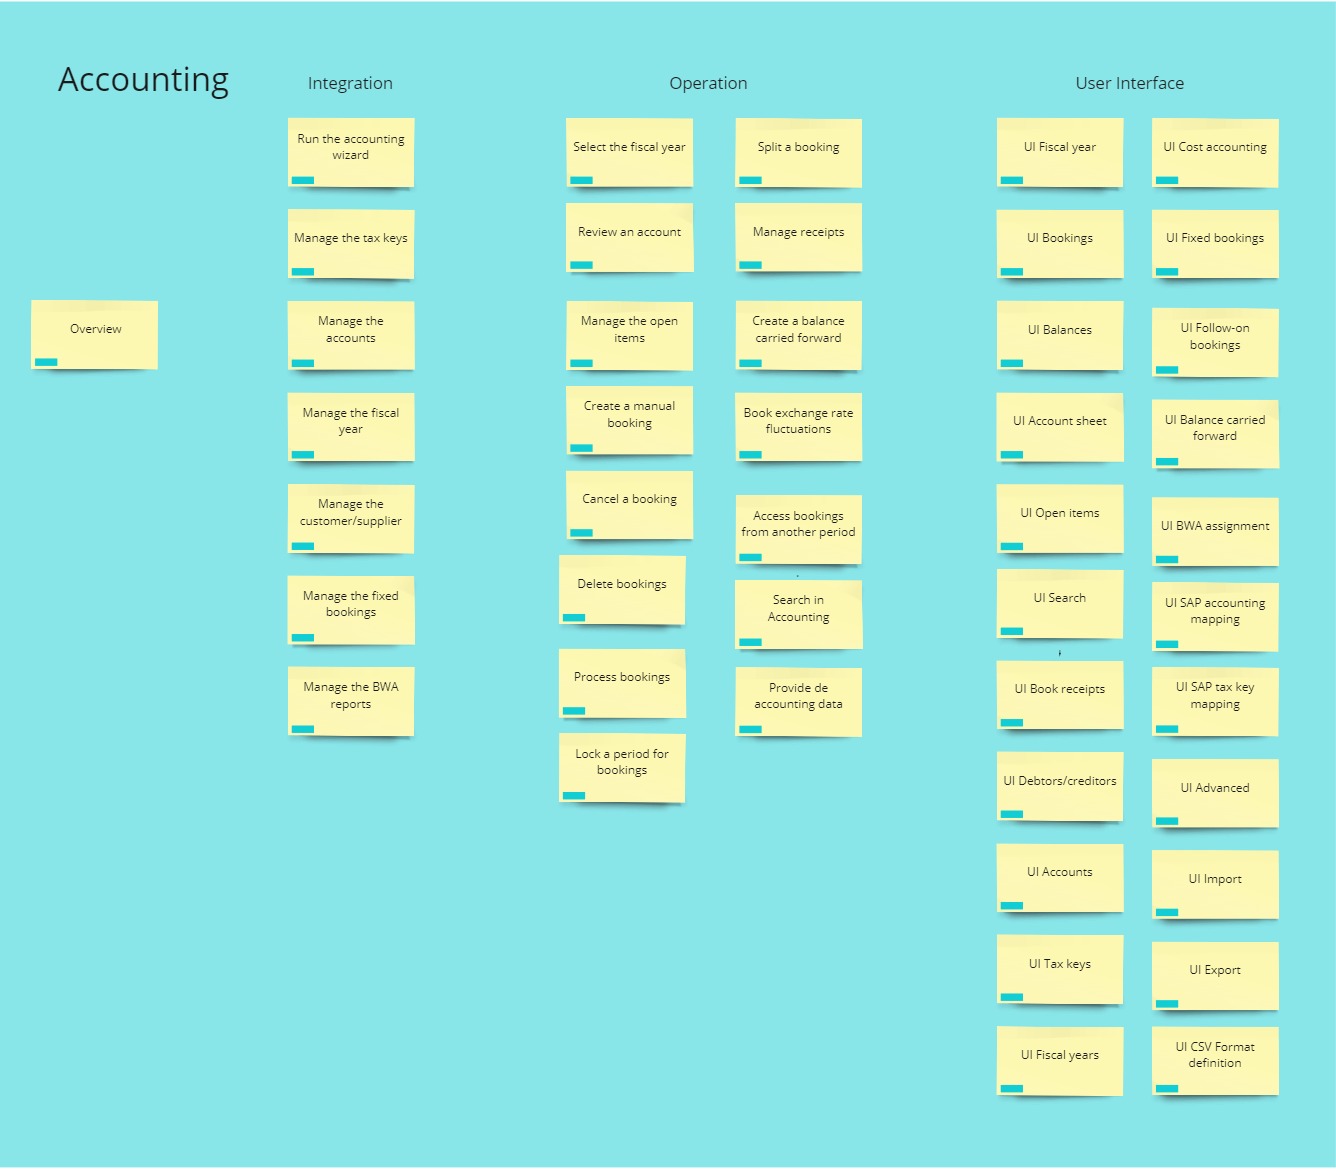 Accounting
Integration
Operation
User Interface
Overview
Run the accounting
wizard
Manage the tax keys
Manage the
accounts
Manage the fiscal
year
Manage the
customer/supplier
Manage the fixed
bookings
Manage the BWA
reports
Select the fiscal year
Review an account
Manage the open
items
Create a manual
booking
Cancel a booking
Delete bookings
Process bookings
Lock a period for
bookings
Split a booking
Manage receipts
Create a balance
carried forward
Book exchange rate
fluctuations
Access bookings
from another period
Search in
Accounting
Provide de
accounting data
UI Fiscal year
UI Bookings
UI Balances
UI Account sheet
UI Open items
UI Search
UI Book receipts
UI Debtors/creditors
UI Accounts
UI Tax keys
UI Fiscal years
UI Cost accounting
UI Fixed bookings
UI Follow-on
bookings
UI Balance carried
forward
UI BWA assignment
UI SAP accounting
mapping
UI SAP tax key
mapping
UI Advanced
UI Import
UI Export
UI CSV Format
definition